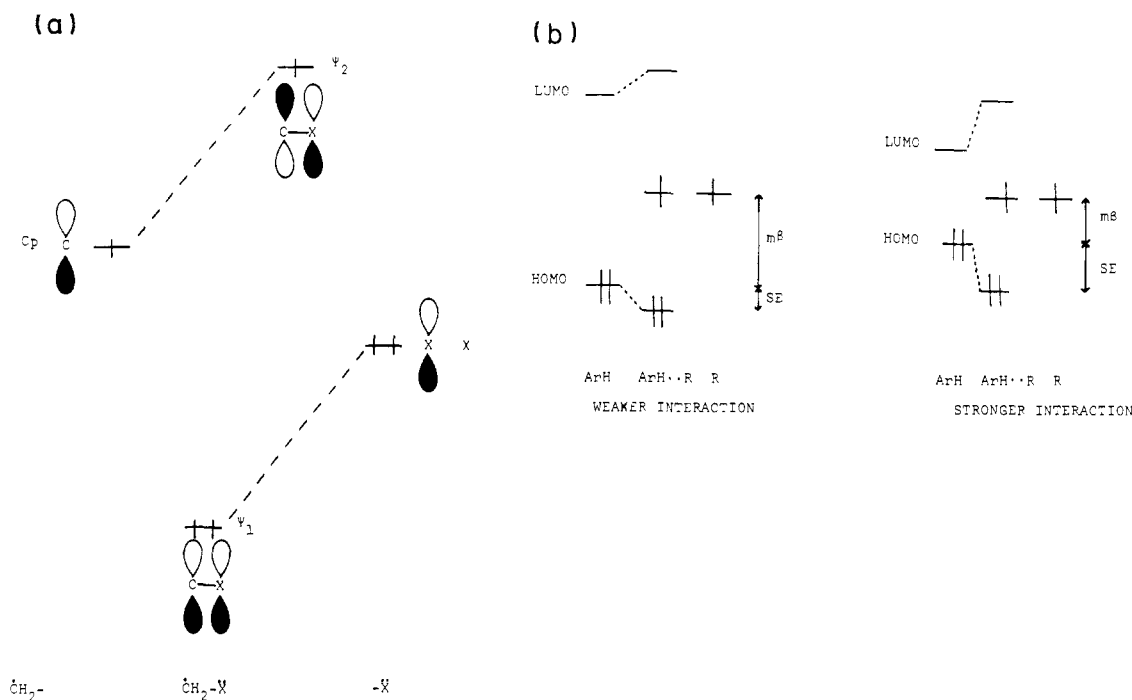 (a)
Ψ2
C—X
Cp C
X X
Ψ1
C—X
ĊH2- ĊH2-Ẍ -Ẍ
(b)
LUMO
mβ
HOMO
SE
ArH ArH··R R
WEAKER INTERACTION
LUMO
mβ
HOMO
SE
ArH ArH··R R
STRONGER INTERACTION